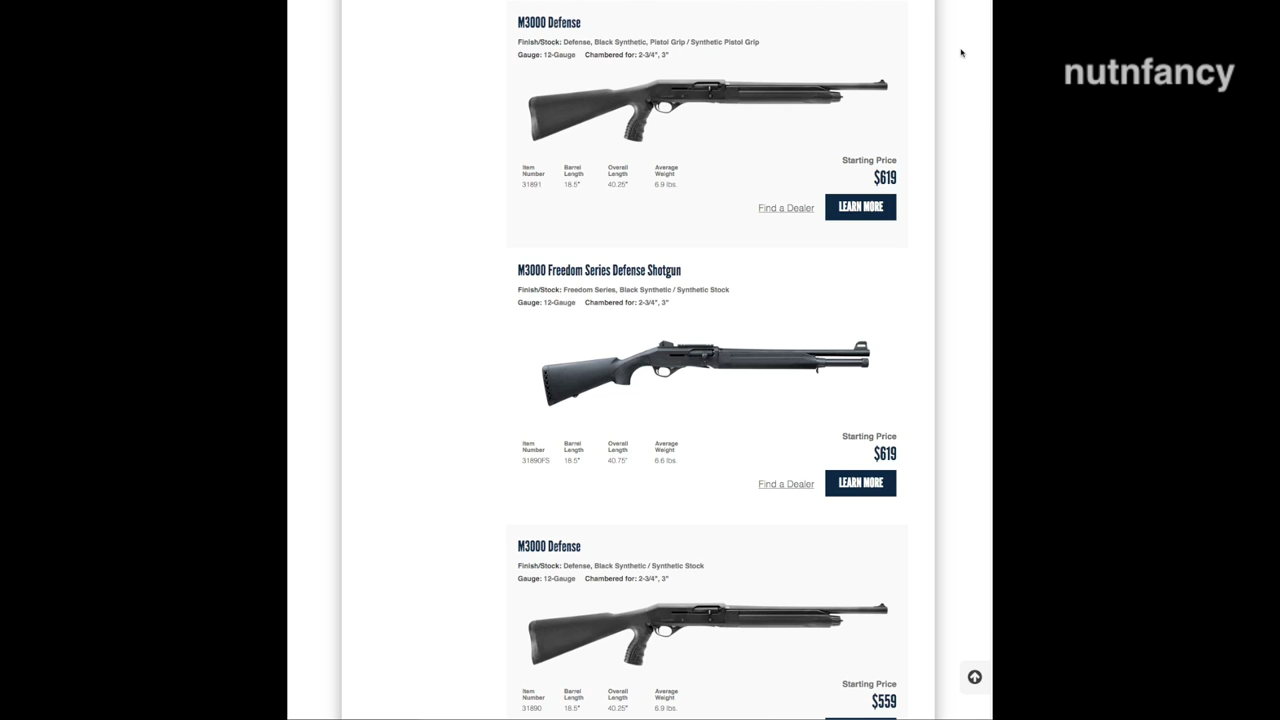 nutnfancy
M3000 Defense
Finish/Stock: Defense, Black Synthetic, Pistol Grip / Synthetic Pistol Grip
Gauge: 12-Gauge Chambered for: 2-3/4", 3"
Item Number Barrel Length Overall Length Average Weight
31891 18.5" 40.25" 6.9 lbs.
Starting Price
$619
Find a Dealer LEARN MORE
M3000 Freedom Series Defense Shotgun
Finish/Stock: Freedom Series, Black Synthetic / Synthetic Stock
Gauge: 12-Gauge Chambered for: 2-3/4", 3"
Item Number Barrel Length Overall Length Average Weight
31890FS 18.5" 40.75" 6.6 lbs.
Starting Price
$619
Find a Dealer LEARN MORE
M3000 Defense
Finish/Stock: Defense, Black Synthetic / Synthetic Stock
Gauge: 12-Gauge Chambered for: 2-3/4", 3"
Item Number Barrel Length Overall Length Average Weight
31890 18.5" 40.25" 6.9 lbs.
Starting Price
$559